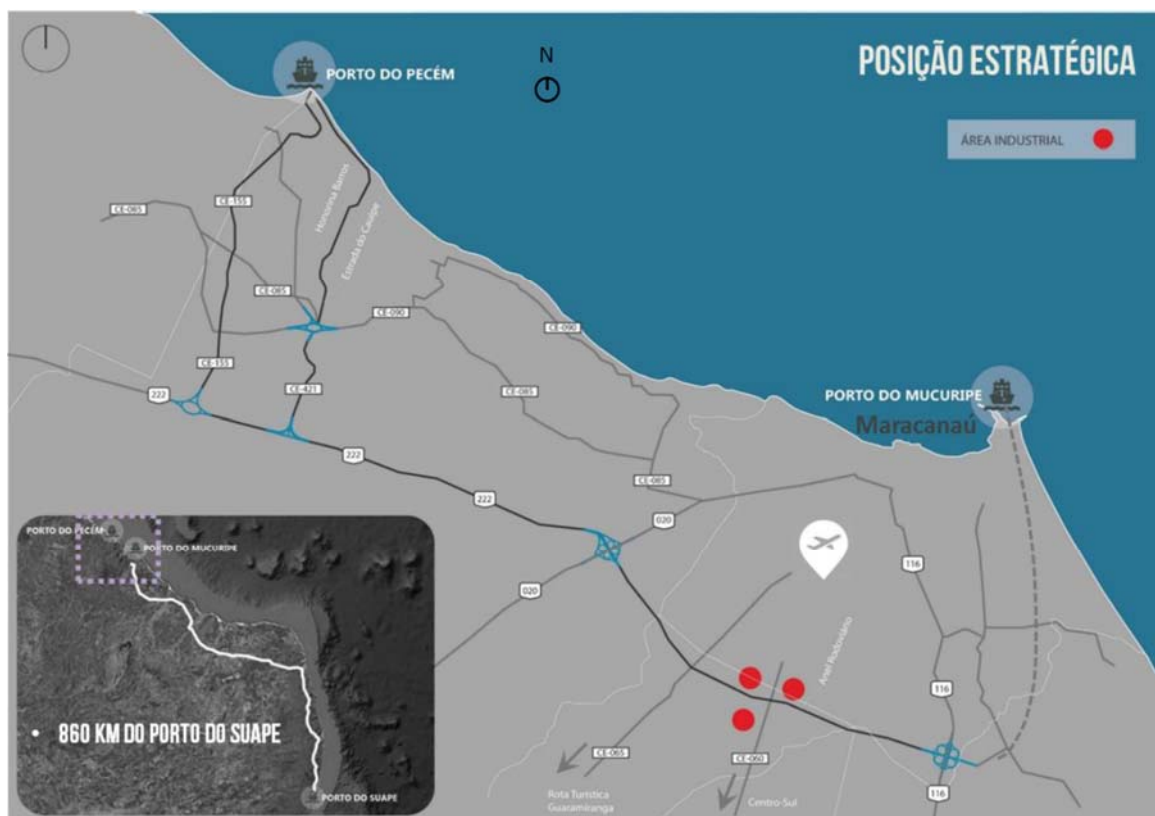 N
POSIÇÃO ESTRATÉGICA
PORTO DO PECÉM
ÁREA INDUSTRIAL
CE-155
CE-085
Honorina Barros
Estrada do Cauípe
CE-085
CE-090
CE-090
CE-155
CE-421
222
CE-085
PORTO DO MUCURIPE
Maracanaú
222
222
CE-085
020
020
116
Anel Rodoviário
116
CE-065
CE-060
116
Rota Turística
Guaramiranga
Centro-Sul
PORTO DO PECÉM
PORTO DO MUCURIPE
• 860 KM DO PORTO DO SUAPE
PORTO DO SUAPE